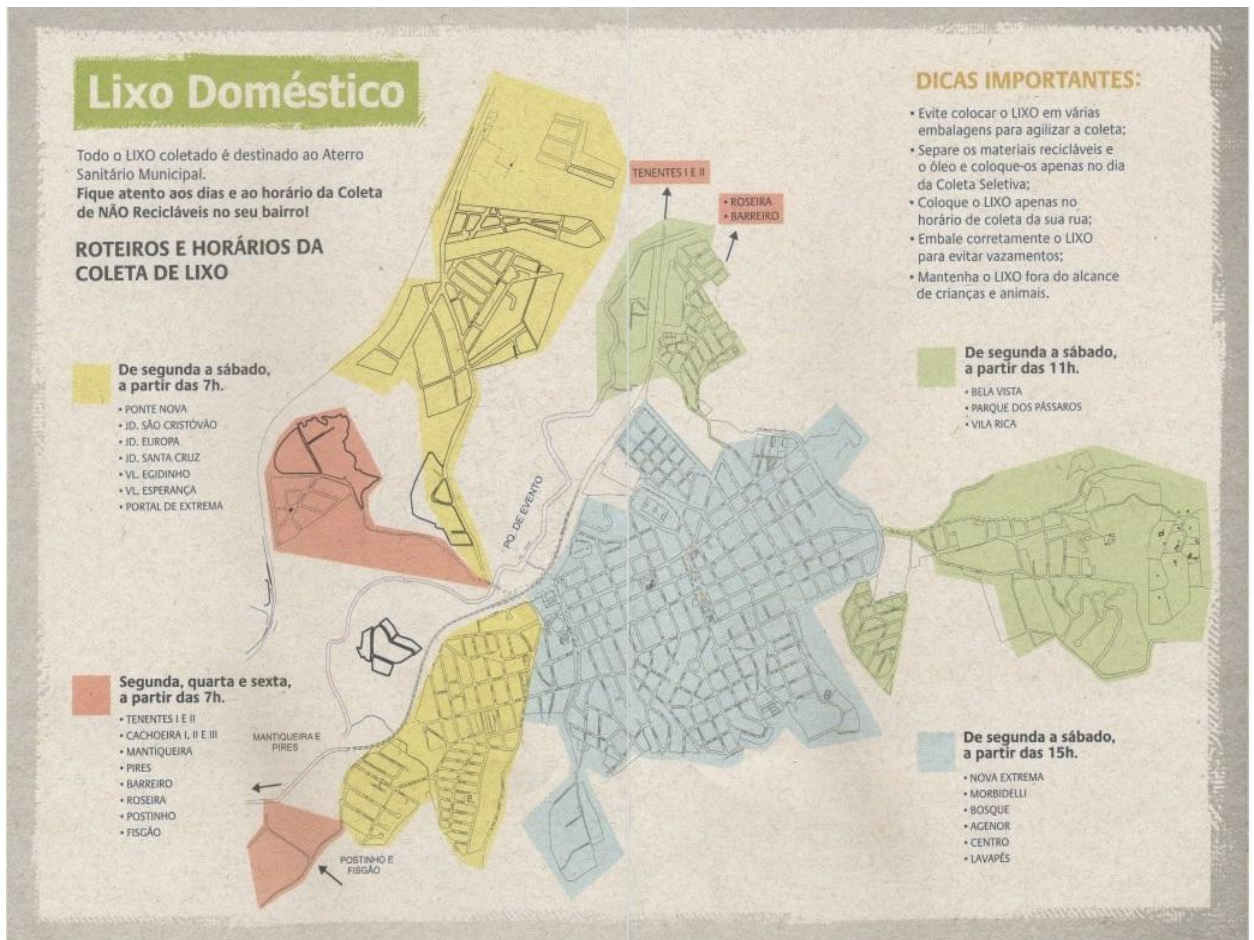 Lixo Doméstico
Todo o LIXO coletado é destinado ao Aterro
Sanitário Municipal.
Fique atento aos dias e ao horário da Coleta
de NÃO Recicláveis no seu bairro!
ROTEIROS E HORÁRIOS DA
COLETA DE LIXO
De segunda a sábado,
a partir das 7h.
• PONTE NOVA
• JD. SÃO CRISTÓVÃO
• JD. EUROPA
• JD. SANTA CRUZ
• VL. EGIDINHO
• VL. ESPERANÇA
• PORTAL DE EXTREMA
Segunda, quarta e sexta,
a partir das 7h.
• TENENTES I E II
• CACHOEIRA I, II E III
• MANTIQUEIRA
• PIRES
• BARREIRO
• ROSEIRA
• POSTINHO
• FISGÃO
TENENTES I E II
• ROSEIRA
• BARREIRO
PQ. DE EVENTO
MANTIQUEIRA E
PIRES
POSTINHO E
FISGÃO
DICAS IMPORTANTES:
• Evite colocar o LIXO em várias
embalagens para agilizar a coleta;
• Separe os materiais recicláveis e
o óleo e coloque-os apenas no dia
da Coleta Seletiva;
• Coloque o LIXO apenas no
horário de coleta da sua rua;
• Embale corretamente o LIXO
para evitar vazamentos;
• Mantenha o LIXO fora do alcance
de crianças e animais.
De segunda a sábado,
a partir das 11h.
• BELA VISTA
• PARQUE DOS PÁSSAROS
• VILA RICA
De segunda a sábado,
a partir das 15h.
• NOVA EXTREMA
• MORBIDELLI
• BOSQUE
• AGENOR
• CENTRO
• LAVAPÉS